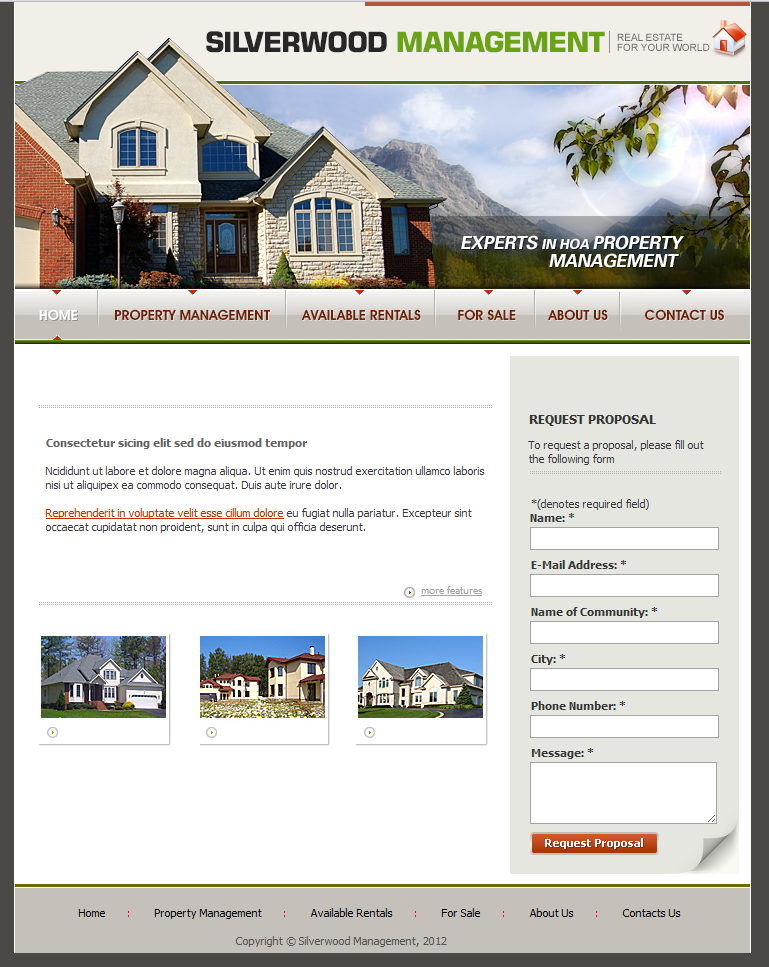 SILVERWOOD MANAGEMENT
REAL ESTATE
FOR YOUR WORLD
EXPERTS IN HOA PROPERTY
MANAGEMENT
HOME PROPERTY MANAGEMENT AVAILABLE RENTALS FOR SALE ABOUT US CONTACT US
Consectetur sicing elit sed do eiusmod tempor
Ncididunt ut labore et dolore magna aliqua. Ut enim quis nostrud exercitation ullamco laboris
nisi ut aliquipex ea commodo consequat. Duis aute irure dolor.
Reprehenderit in voluptate velit esse cillum dolore eu fugiat nulla pariatur. Excepteur sint
occaecat cupidatat non proident, sunt in culpa qui officia deserunt.
more features
REQUEST PROPOSAL
To request a proposal, please fill out
the following form
*(denotes required field)
Name: *
E-Mail Address: *
Name of Community: *
City: *
Phone Number: *
Message: *
Request Proposal
Home : Property Management : Available Rentals : For Sale : About Us : Contacts Us
Copyright © Silverwood Management, 2012